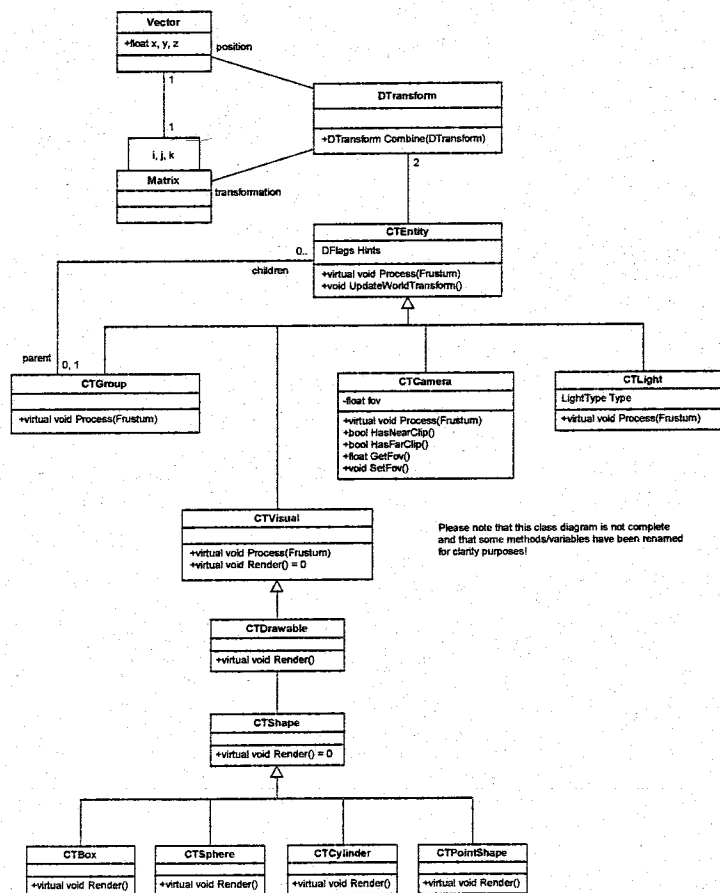 Vector
+float x, y, z
position
1
1
i, j, k
Matrix
transformation
DTransform
+DTransform Combine(DTransform)
2
CTEntity
DFlags Hints
+virtual void Process(Frustum)
+void UpdateWorldTransform()
0..
children
parent
0, 1
CTGroup
+virtual void Process(Frustum)
CTCamera
-float fov
+virtual void Process(Frustum)
+bool HasNearClip()
+bool HasFarClip()
+float GetFov()
+void SetFov()
CTLight
LightType Type
+virtual void Process(Frustum)
CTVisual
+virtual void Process(Frustum)
+virtual void Render() = 0
Please note that this class diagram is not complete
and that some methods/variables have been renamed
for clarity purposes!
CTDrawable
+virtual void Render()
CTShape
+virtual void Render() = 0
CTBox
+virtual void Render()
CTSphere
+virtual void Render()
CTCylinder
+virtual void Render()
CTPointShape
+virtual void Render()